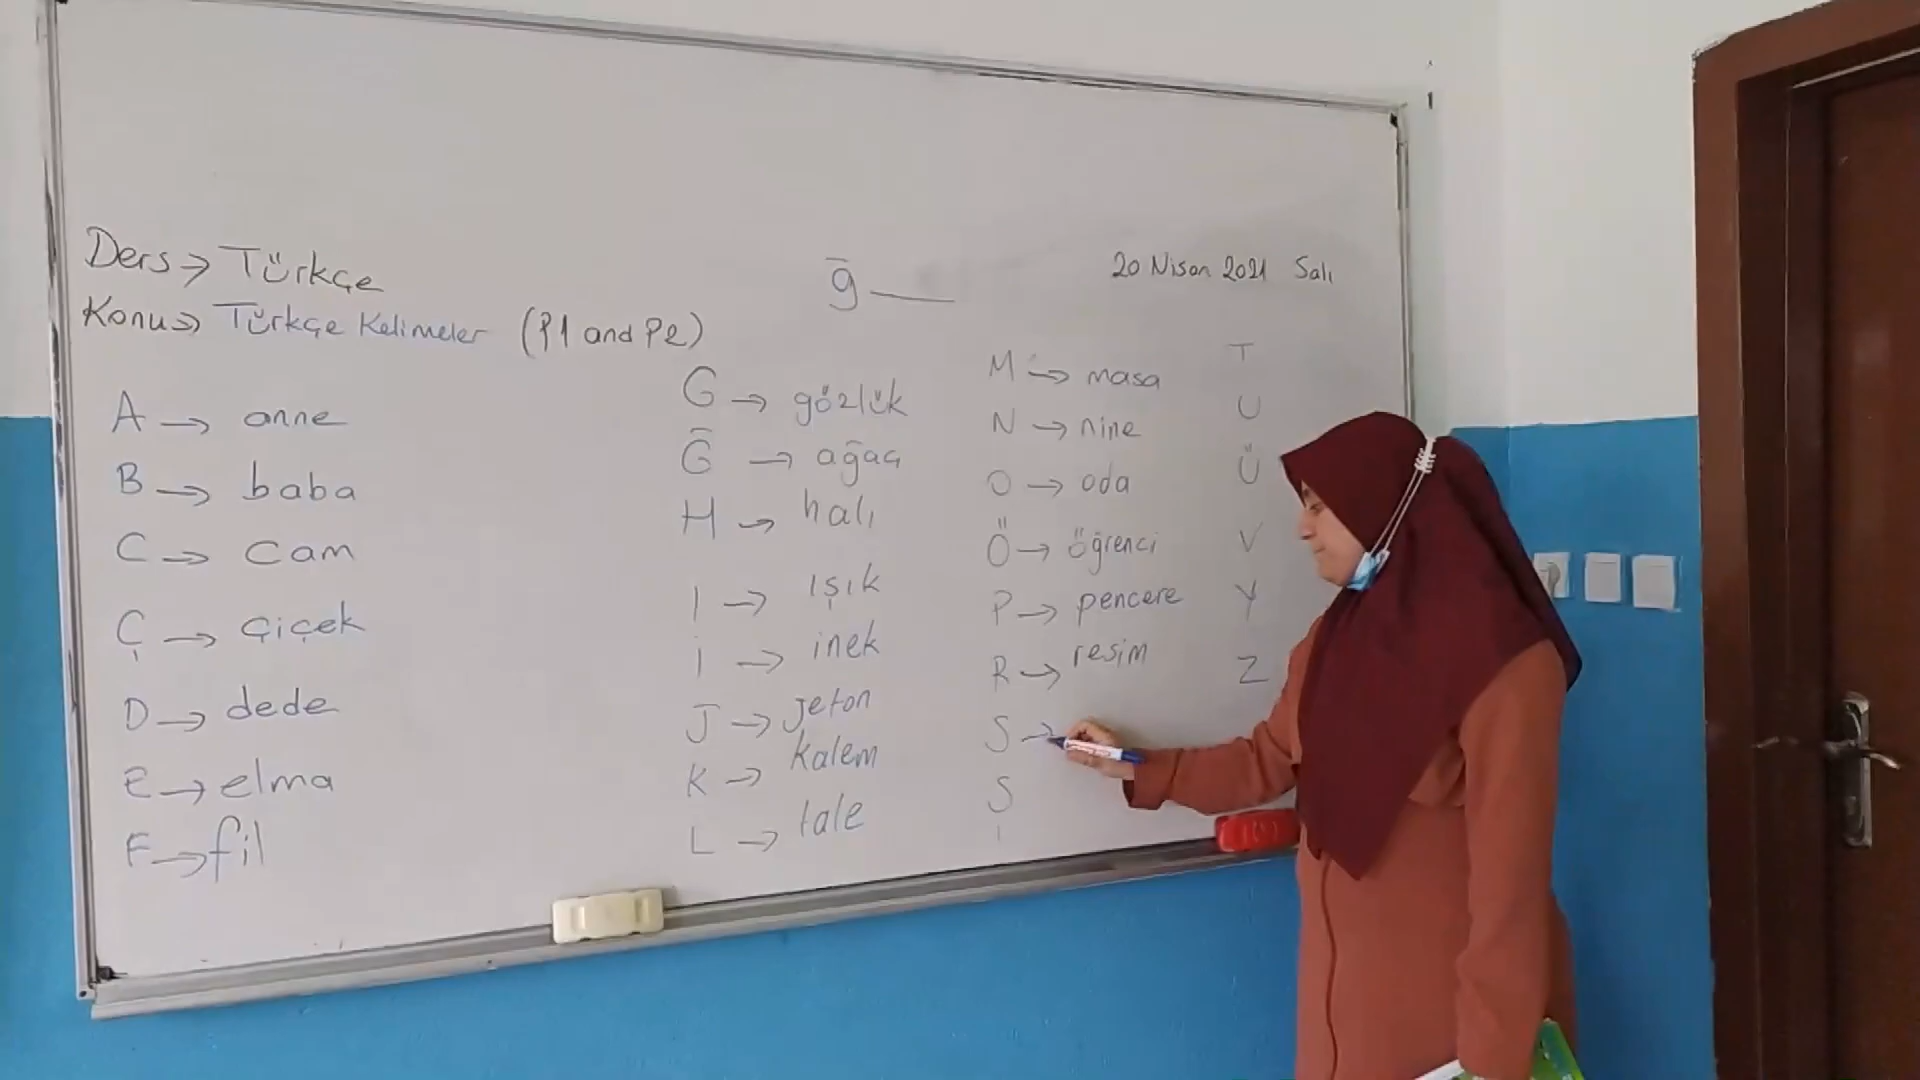 Ders → Türkçe
Konu → Türkçe Kelimeler (P1 and P2)
ğ
20 Nisan 2021 Salı
A → anne
B → baba
C → cam
Ç → çiçek
D → dede
E → elma
F → fil
G → gözlük
Ğ → ağaç
H → halı
I → ışık
i → inek
J → jeton
K → kalem
L → lale
M → masa
N → nine
O → oda
Ö → öğrenci
P → pencere
R → resim
S →
Ş
T
U
Ü
V
Y
Z